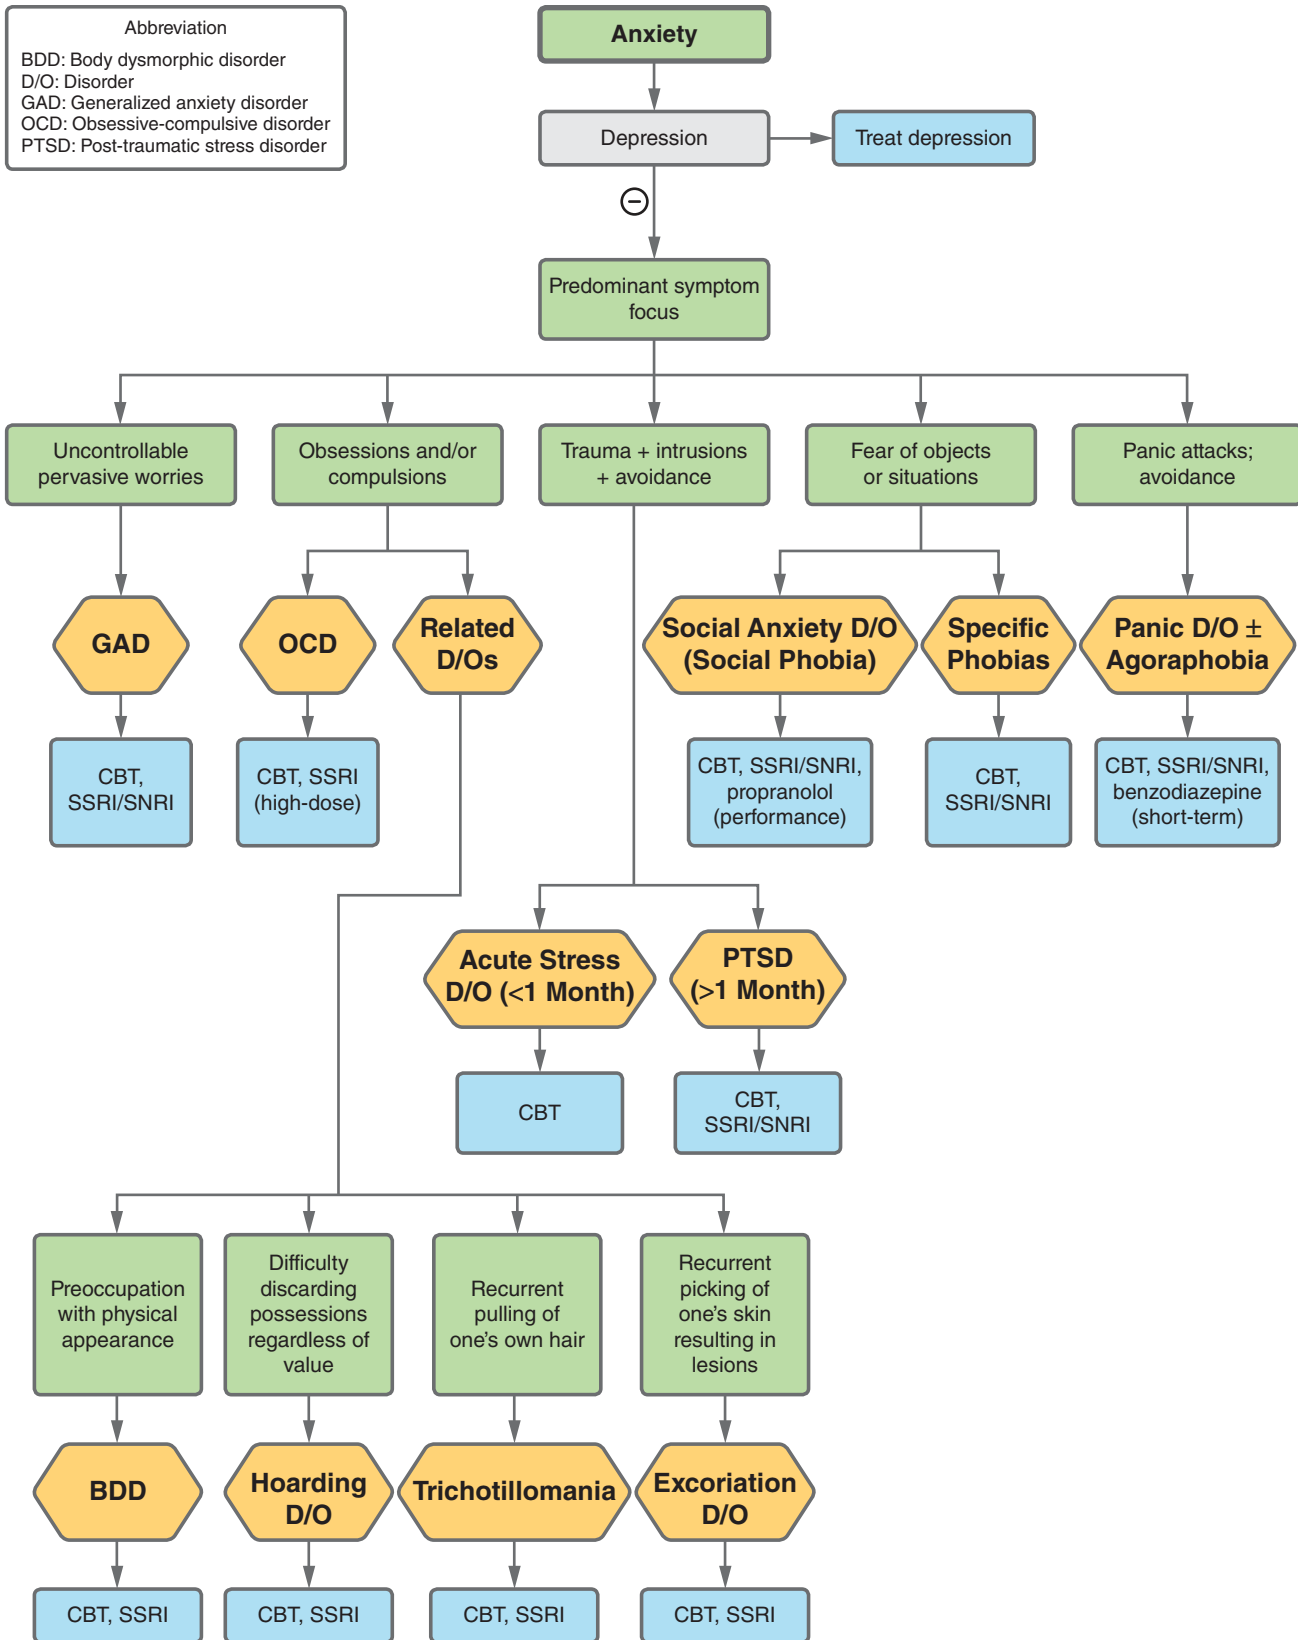 Abbreviation
BDD: Body dysmorphic disorder
D/O: Disorder
GAD: Generalized anxiety disorder
OCD: Obsessive-compulsive disorder
PTSD: Post-traumatic stress disorder
Anxiety
Depression
Treat depression
Predominant symptom
focus
Uncontrollable
pervasive worries
Obsessions and/or
compulsions
Trauma + intrusions
+ avoidance
Fear of objects
or situations
Panic attacks;
avoidance
GAD
OCD
Related
D/Os
Social Anxiety D/O
(Social Phobia)
Specific
Phobias
Panic D/O ±
Agoraphobia
CBT,
SSRI/SNRI
CBT, SSRI
(high-dose)
CBT, SSRI/SNRI,
propranolol
(performance)
CBT,
SSRI/SNRI
CBT, SSRI/SNRI,
benzodiazepine
(short-term)
Acute Stress
D/O (<1 Month)
PTSD
(>1 Month)
CBT
CBT,
SSRI/SNRI
Preoccupation
with physical
appearance
Difficulty
discarding
possessions
regardless of
value
Recurrent
pulling of
one's own hair
Recurrent
picking of
one's skin
resulting in
lesions
BDD
Hoarding
D/O
Trichotillomania
Excoriation
D/O
CBT, SSRI
CBT, SSRI
CBT, SSRI
CBT, SSRI